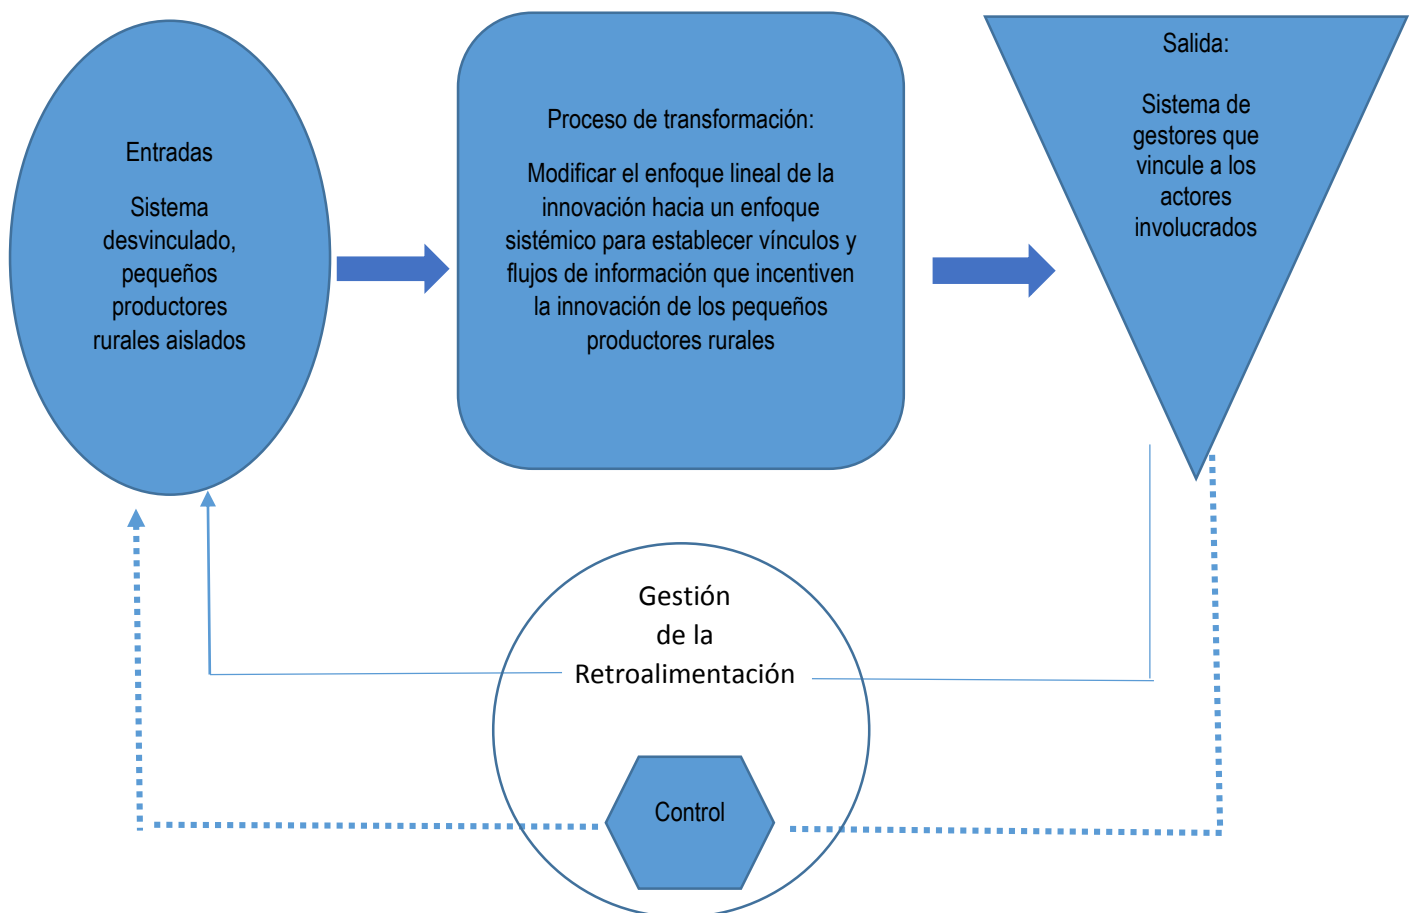 Entradas
Sistema
desvinculado,
pequeños
productores
rurales aislados
Proceso de transformación:
Modificar el enfoque lineal de la
innovación hacia un enfoque
sistémico para establecer vínculos y
flujos de información que incentiven
la innovación de los pequeños
productores rurales
Salida:
Sistema de
gestores que
vincule a los
actores
involucrados
Gestión
de la
Retroalimentación
Control